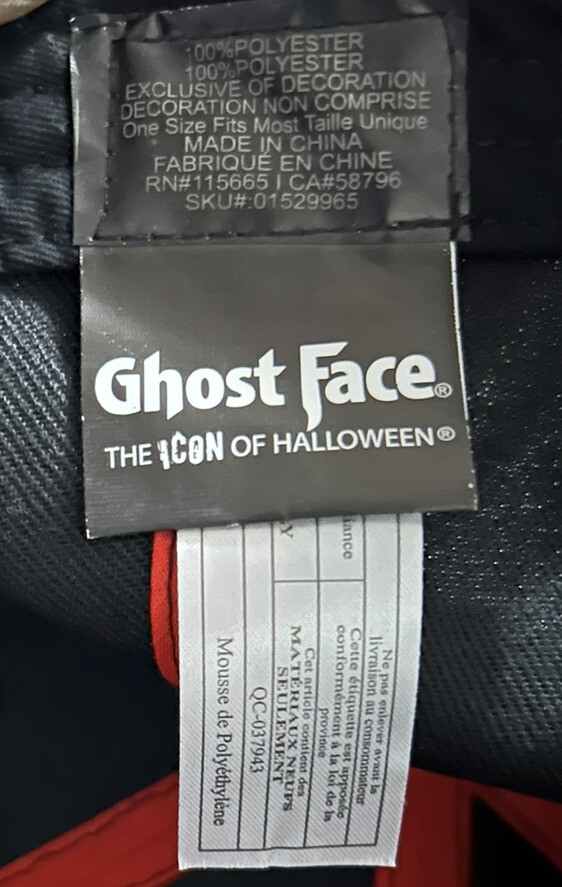 100%POLYESTER
100%POLYESTER
EXCLUSIVE OF DECORATION
DECORATION NON COMPRISE
One Size Fits Most Taille Unique
MADE IN CHINA
FABRIQUÉ EN CHINE
RN#115665 I CA#58796
SKU#:01529965
Ghost Face®
THE ICON OF HALLOWEEN®
Ne pas enlever avant la
livraison au consommateur
Cette étiquette est apposée
conformément à la loi de la
province
Cet article contient des
MATÉRIAUX NEUFS
SEULEMENT
QC-037943
Mousse de Polyéthylène